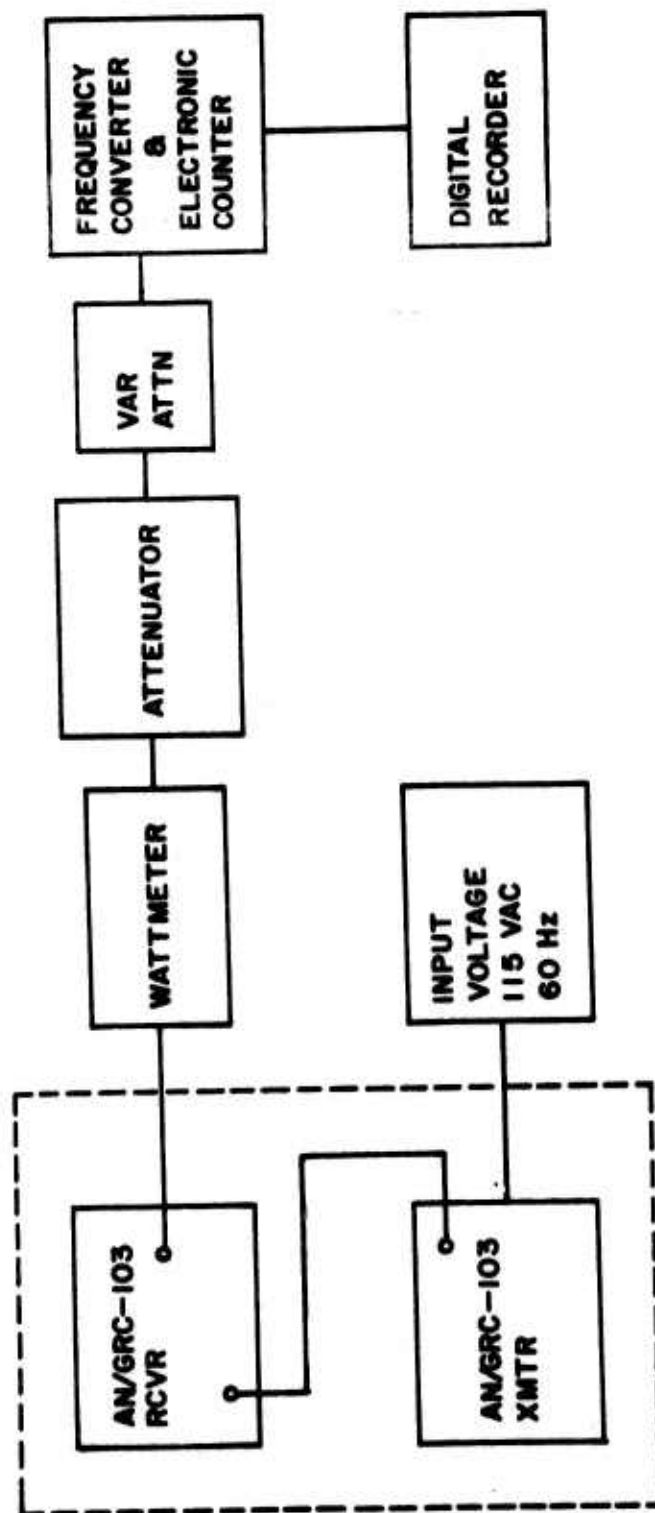 AN/GRC-103
RCVR
WATTMETER
ATTENUATOR
VAR
ATTN
FREQUENCY
CONVERTER
&
ELECTRONIC
COUNTER
AN/GRC-103
XMTR
INPUT
VOLTAGE
115 VAC
60 Hz
DIGITAL
RECORDER